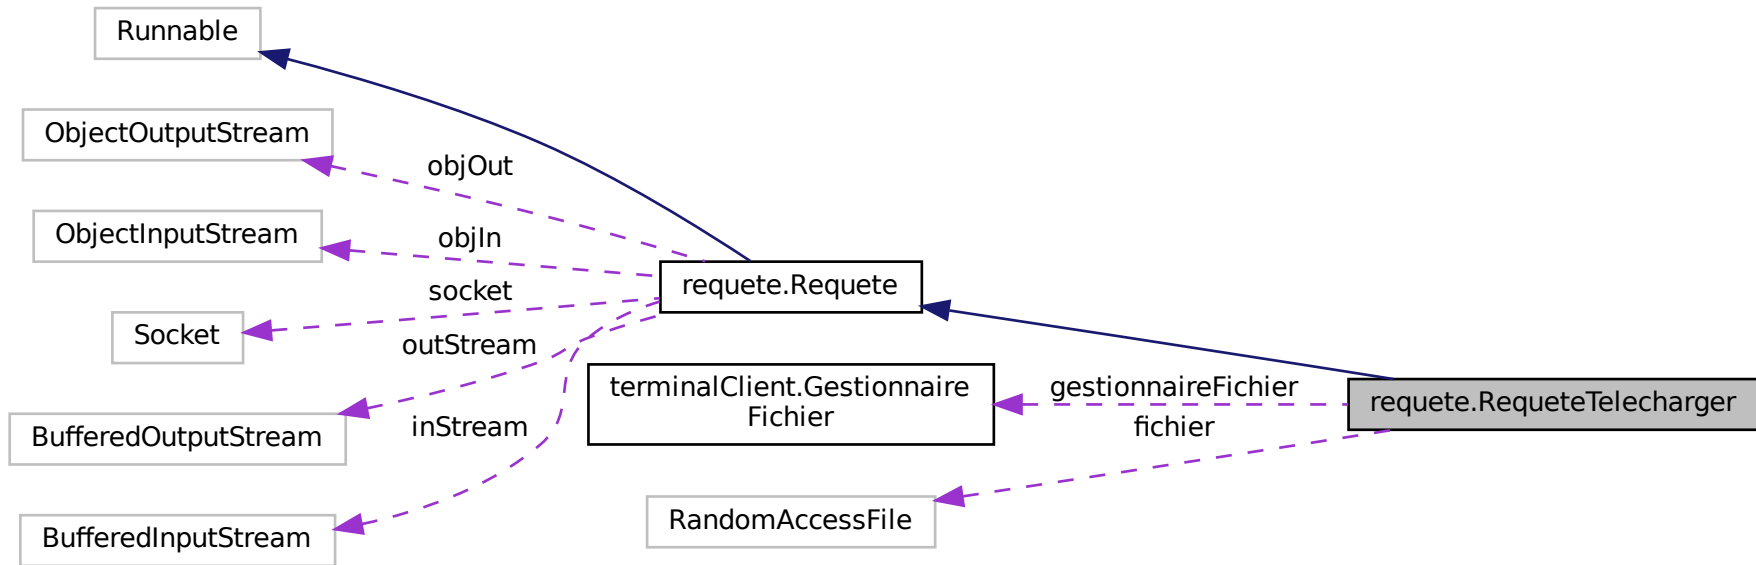 Runnable
ObjectOutputStream
objOut
ObjectInputStream
objIn
requete.Requete
socket
Socket
outStream
terminalClient.Gestionnaire
Fichier
gestionnaireFichier
requete.RequeteTelecharger
BufferedOutputStream
inStream
fichier
RandomAccessFile
BufferedInputStream